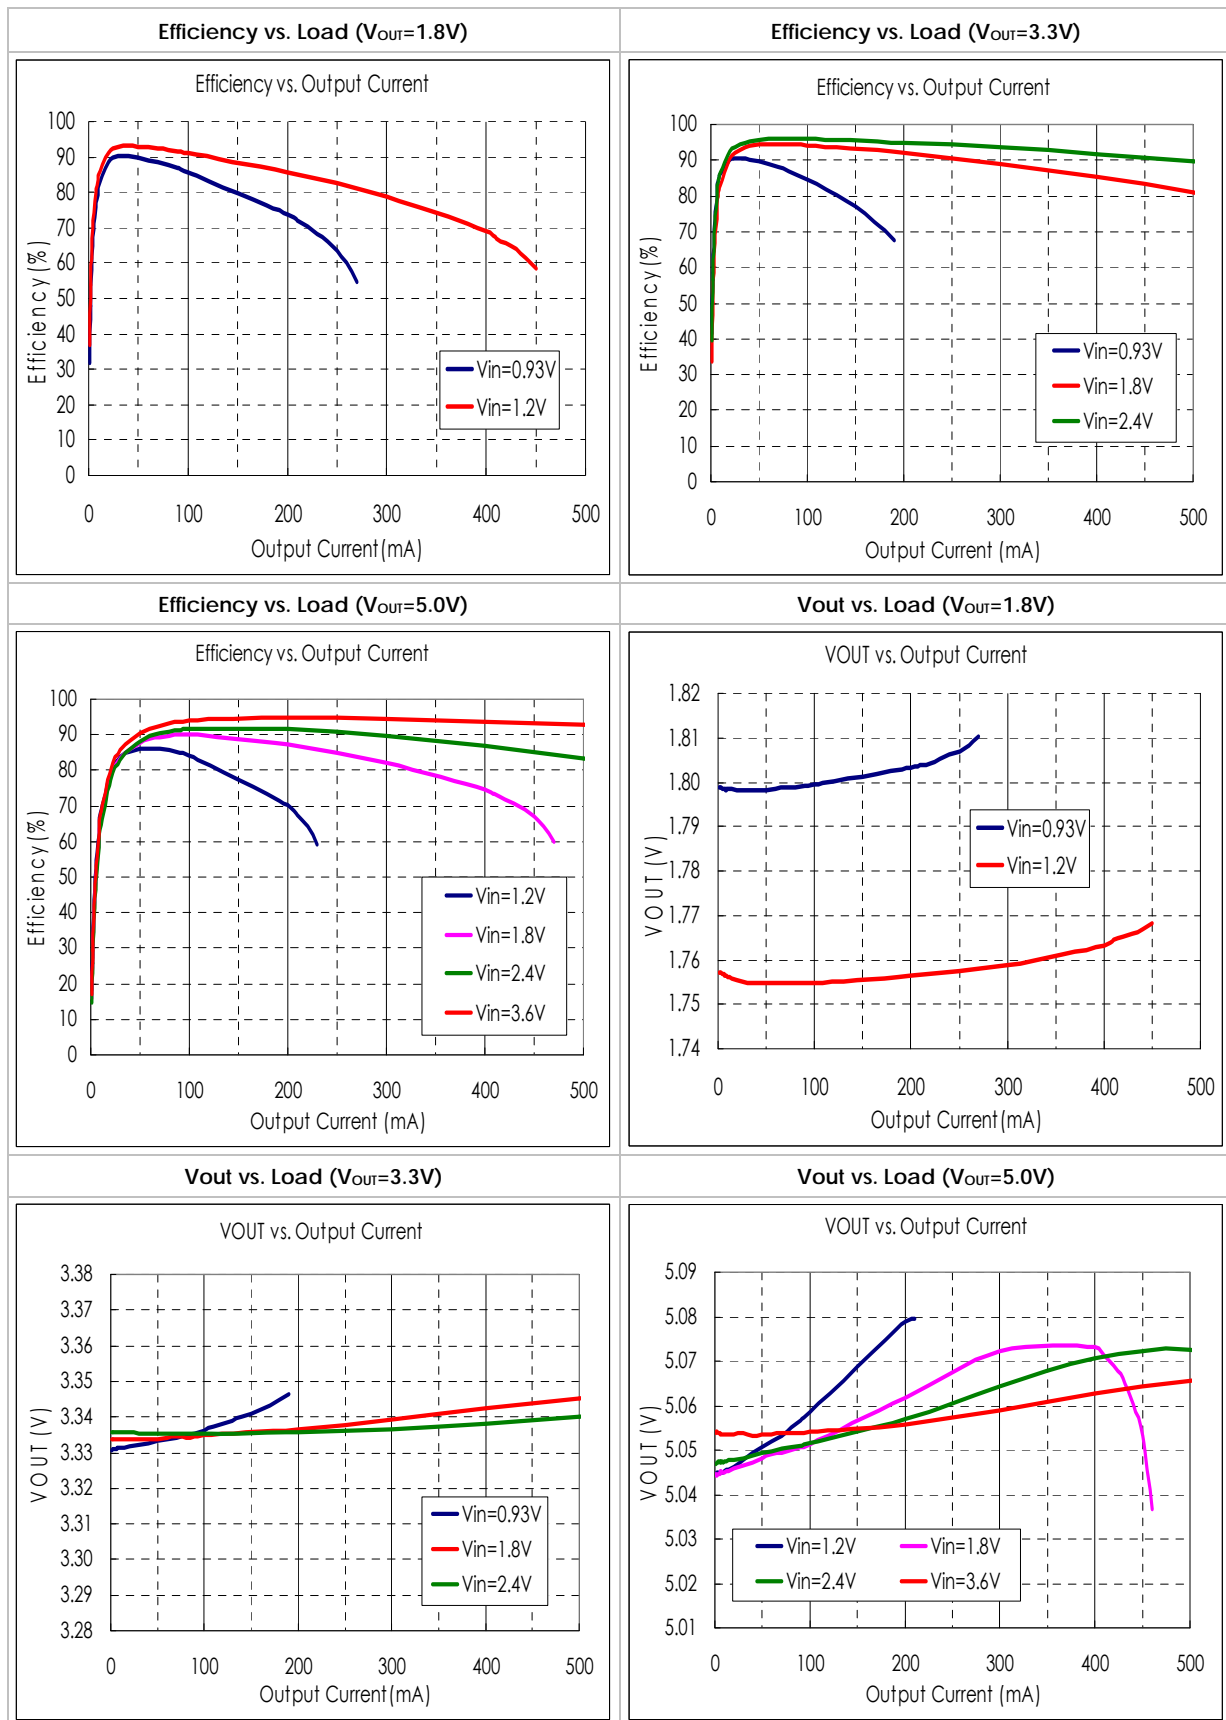 Efficiency vs. Load (VOUT=1.8V)
Efficiency vs. Load (VOUT=3.3V)
Efficiency vs. Output Current
100
90
80
70
60
50
40
30
20
10
0
Efficiency (%)
Vin=0.93V
Vin=1.2V
0 100 200 300 400 500
Output Current(mA)
Efficiency vs. Output Current
100
90
80
70
60
50
40
30
20
10
0
Efficiency (%)
Vin=0.93V
Vin=1.8V
Vin=2.4V
0 100 200 300 400 500
Output Current (mA)
Efficiency vs. Load (VOUT=5.0V)
Vout vs. Load (VOUT=1.8V)
Efficiency vs. Output Current
100
90
80
70
60
50
40
30
20
10
0
Efficiency (%)
Vin=1.2V
Vin=1.8V
Vin=2.4V
Vin=3.6V
0 100 200 300 400 500
Output Current (mA)
VOUT vs. Output Current
1.82
1.81
1.80
1.79
1.78
1.77
1.76
1.75
1.74
VOUT (V)
Vin=0.93V
Vin=1.2V
0 100 200 300 400 500
Output Current (mA)
Vout vs. Load (VOUT=3.3V)
Vout vs. Load (VOUT=5.0V)
VOUT vs. Output Current
3.38
3.37
3.36
3.35
3.34
3.33
3.32
3.30
3.29
3.28
VOUT (V)
Vin=0.93V
Vin=1.8V
Vin=2.4V
0 100 200 300 400 500
Output Current(mA)
VOUT vs. Output Current
5.09
5.08
5.07
5.06
5.05
5.04
5.03
5.02
5.01
VOUT (V)
Vin=1.2V Vin=1.8V
Vin=2.4V Vin=3.6V
0 100 200 300 400 500
Output Current (mA)